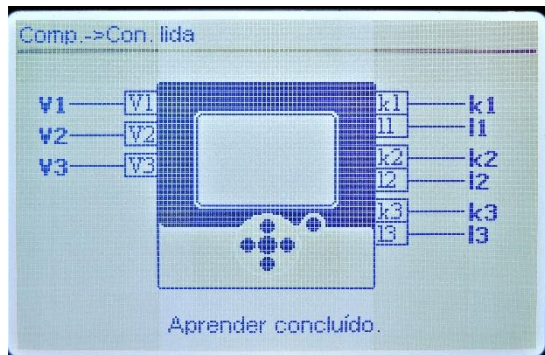 Comp.->Con. lida
V1 V1 k1 k1
l1 l1
V2 V2 k2 k2
V3 V3 l2 l2
k3 k3
l3 l3
Aprender concluído.